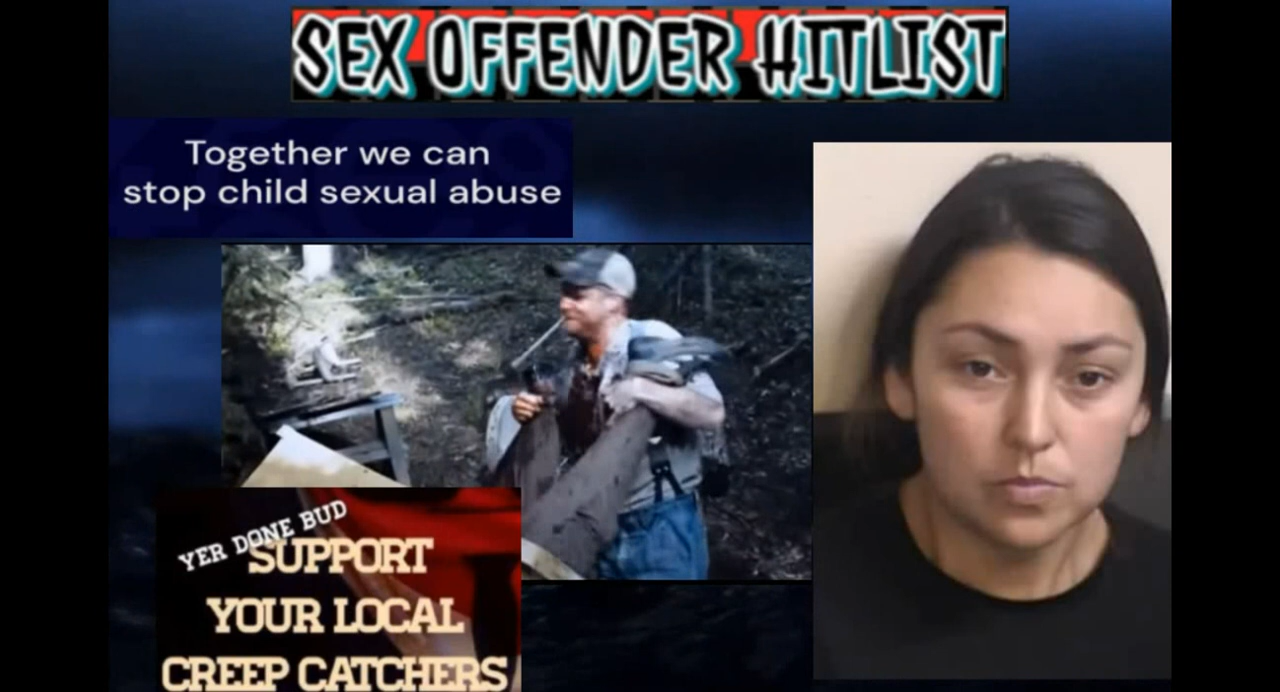 SEX OFFENDER HITLIST
Together we can
stop child sexual abuse
YER DONE BUD
SUPPORT
YOUR LOCAL
CREEP CATCHERS